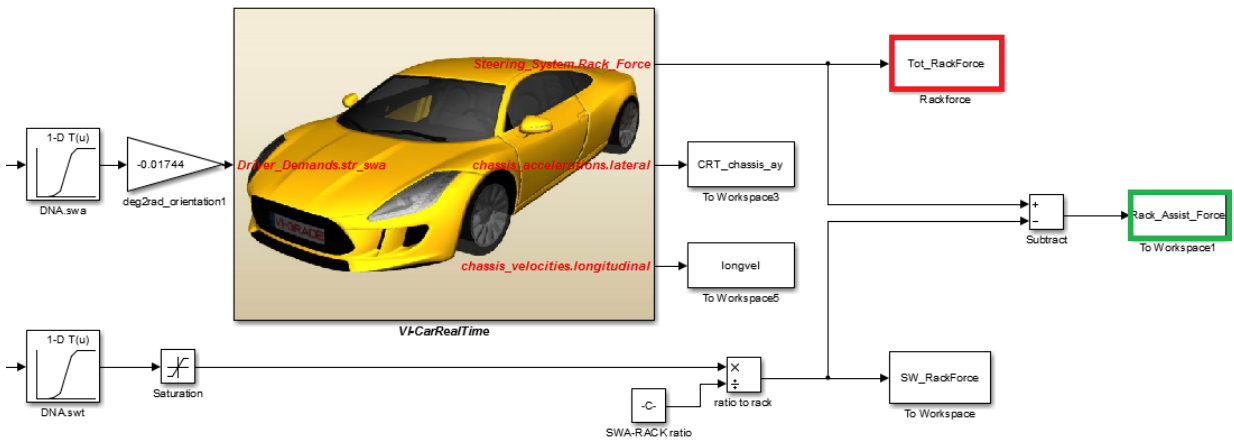 Steering_System.Rack_Force
Tot_RackForce
Rackforce
1-D T(u)
DNA.swa
-0.01744
deg2rad_orientation1
Driver_Demands.str_swa
chassis_accelerations.lateral
CRT_chassis_ay
To Workspace3
VI-GRADE
+
−
Subtract
Rack_Assist_Force
To Workspace1
chassis_velocities.longitudinal
longvel
To Workspace5
VI-CarRealTime
1-D T(u)
DNA.swt
Saturation
×
÷
ratio to rack
-C-
SWA-RACK ratio
SW_RackForce
To Workspace